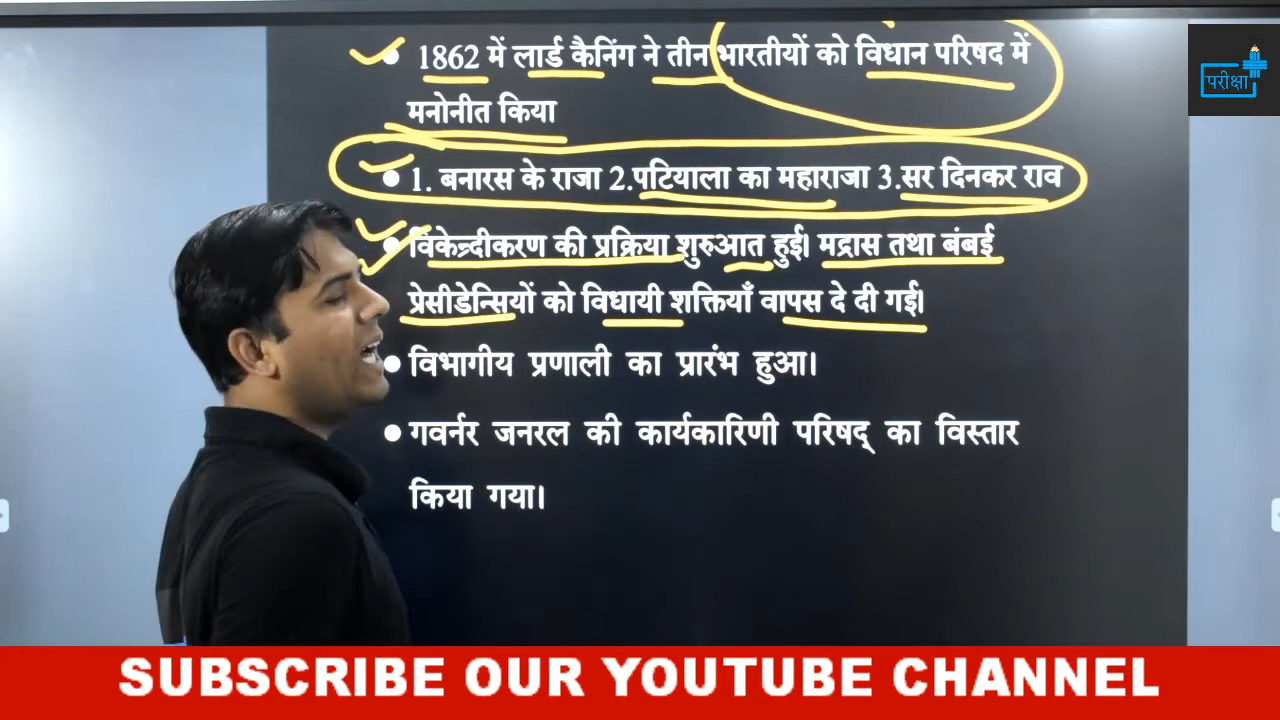 1862 में लार्ड कैनिंग ने तीन भारतीयों को विधान परिषद में
मनोनीत किया
1. बनारस के राजा 2.पटियाला का महाराजा 3.सर दिनकर राव
विकेन्द्रीकरण की प्रक्रिया शुरुआत हुई। मद्रास तथा बंबई
प्रेसीडेन्सियों को विधायी शक्तियाँ वापस दे दी गई।
विभागीय प्रणाली का प्रारंभ हुआ।
गवर्नर जनरल की कार्यकारिणी परिषद् का विस्तार
किया गया।
परीक्षा
SUBSCRIBE OUR YOUTUBE CHANNEL